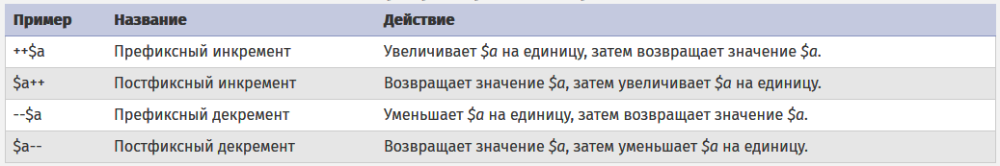 Пример Название Действие
++$a Префиксный инкремент Увеличивает $a на единицу, затем возвращает значение $a.
$a++ Постфиксный инкремент Возвращает значение $a, затем увеличивает $a на единицу.
--$a Префиксный декремент Уменьшает $a на единицу, затем возвращает значение $a.
$a-- Постфиксный декремент Возвращает значение $a, затем уменьшает $a на единицу.